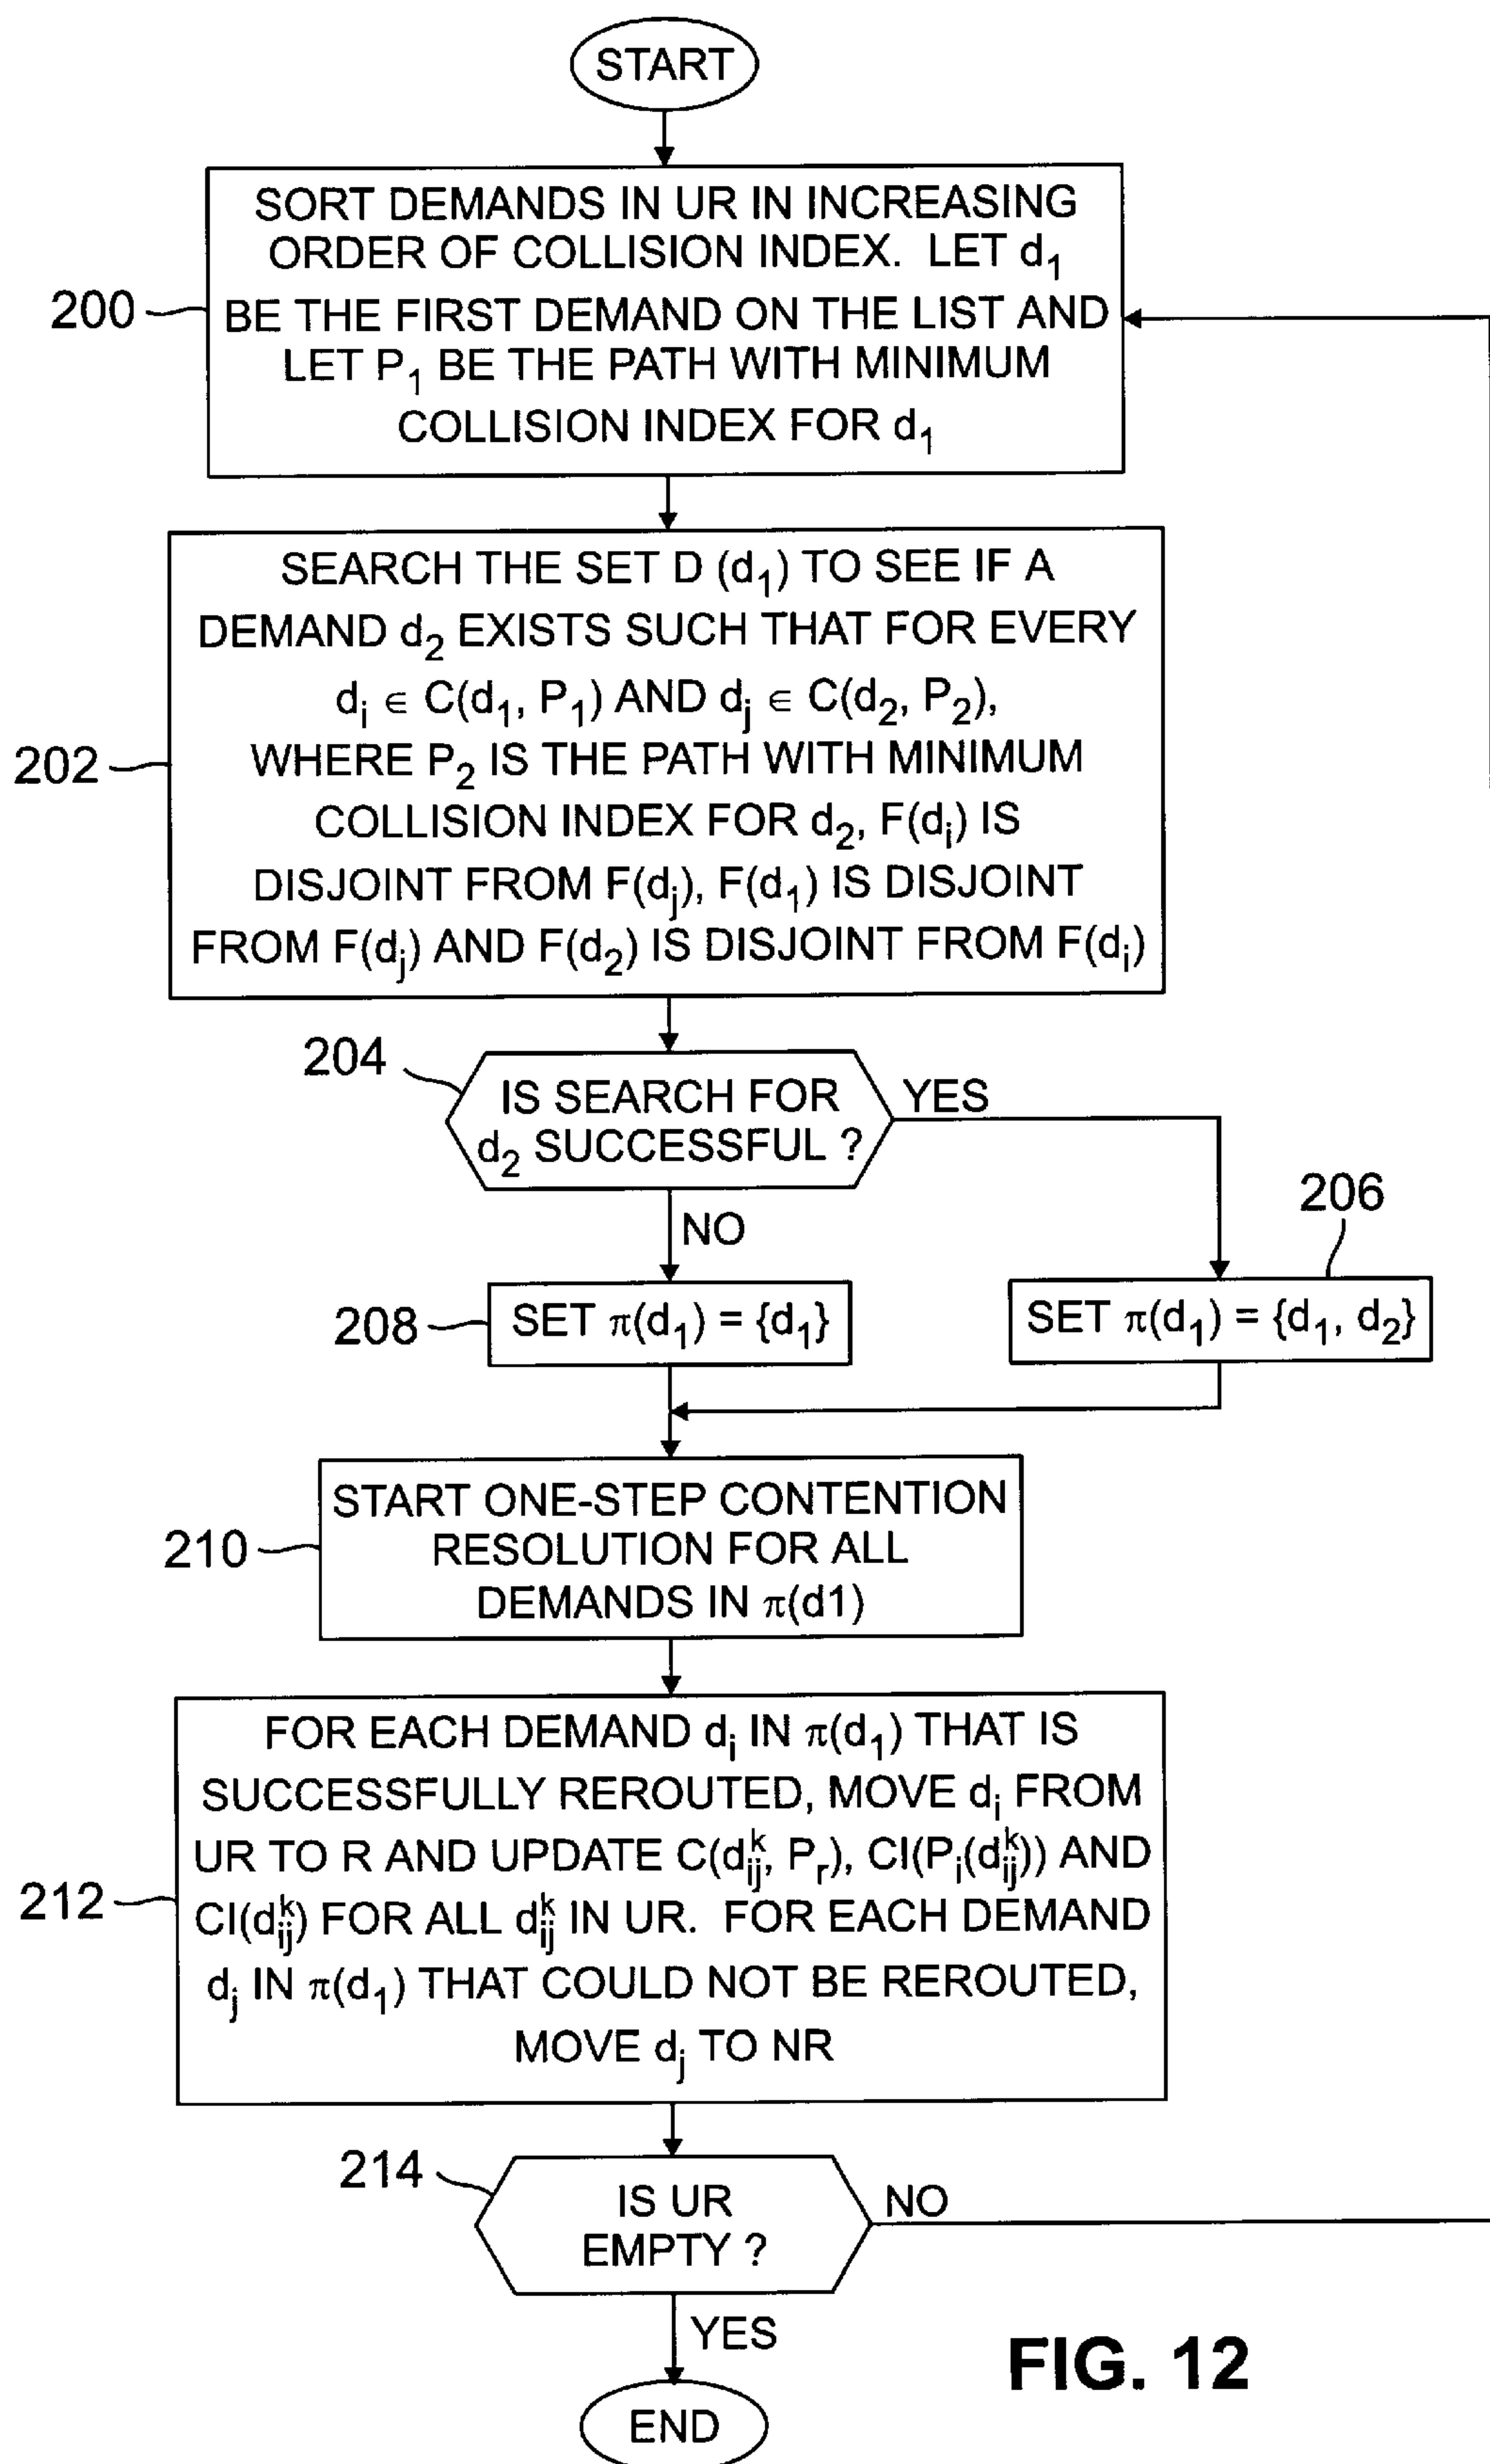 START
SORT DEMANDS IN UR IN INCREASING
ORDER OF COLLISION INDEX. LET d₁
BE THE FIRST DEMAND ON THE LIST AND
LET P₁ BE THE PATH WITH MINIMUM
COLLISION INDEX FOR d₁
200
SEARCH THE SET D (d₁) TO SEE IF A
DEMAND d₂ EXISTS SUCH THAT FOR EVERY
dᵢ ∈ C(d₁, P₁) AND dⱼ ∈ C(d₂, P₂),
WHERE P₂ IS THE PATH WITH MINIMUM
COLLISION INDEX FOR d₂, F(dᵢ) IS
DISJOINT FROM F(dⱼ), F(d₁) IS DISJOINT
FROM F(dⱼ) AND F(d₂) IS DISJOINT FROM F(dᵢ)
202
204
IS SEARCH FOR
d₂ SUCCESSFUL ?
YES
NO
206
208
SET π(d₁) = {d₁}
SET π(d₁) = {d₁, d₂}
START ONE-STEP CONTENTION
RESOLUTION FOR ALL
DEMANDS IN π(d1)
210
FOR EACH DEMAND dᵢ IN π(d₁) THAT IS
SUCCESSFULLY REROUTED, MOVE dᵢ FROM
UR TO R AND UPDATE C(dᵢⱼᵏ, Pᵣ), CI(Pᵢ(dᵢⱼᵏ)) AND
CI(dᵢⱼᵏ) FOR ALL dᵢⱼᵏ IN UR. FOR EACH DEMAND
dⱼ IN π(d₁) THAT COULD NOT BE REROUTED,
MOVE dⱼ TO NR
212
214
IS UR
EMPTY ?
NO
YES
END
FIG. 12